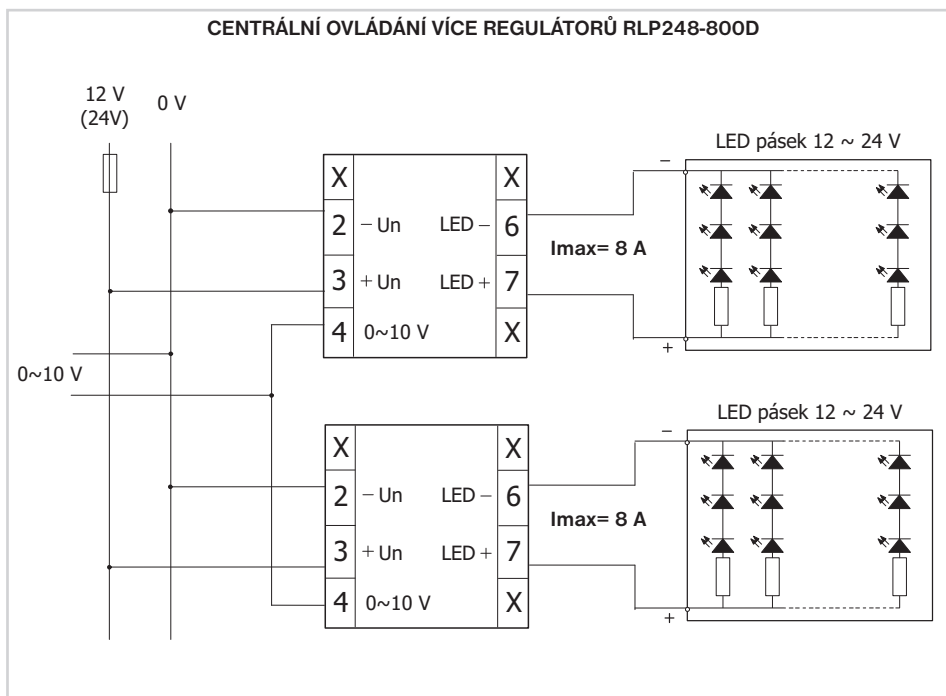 CENTRÁLNÍ OVLÁDÁNÍ VÍCE REGULÁTORŮ RLP248-800D
12 V
(24V)
0 V
LED pásek 12 ~ 24 V
X X
2 − Un LED − 6
3 + Un LED + 7
4 0~10 V X
Imax= 8 A
−
+
0~10 V
LED pásek 12 ~ 24 V
X X
2 − Un LED − 6
3 + Un LED + 7
4 0~10 V X
Imax= 8 A
−
+